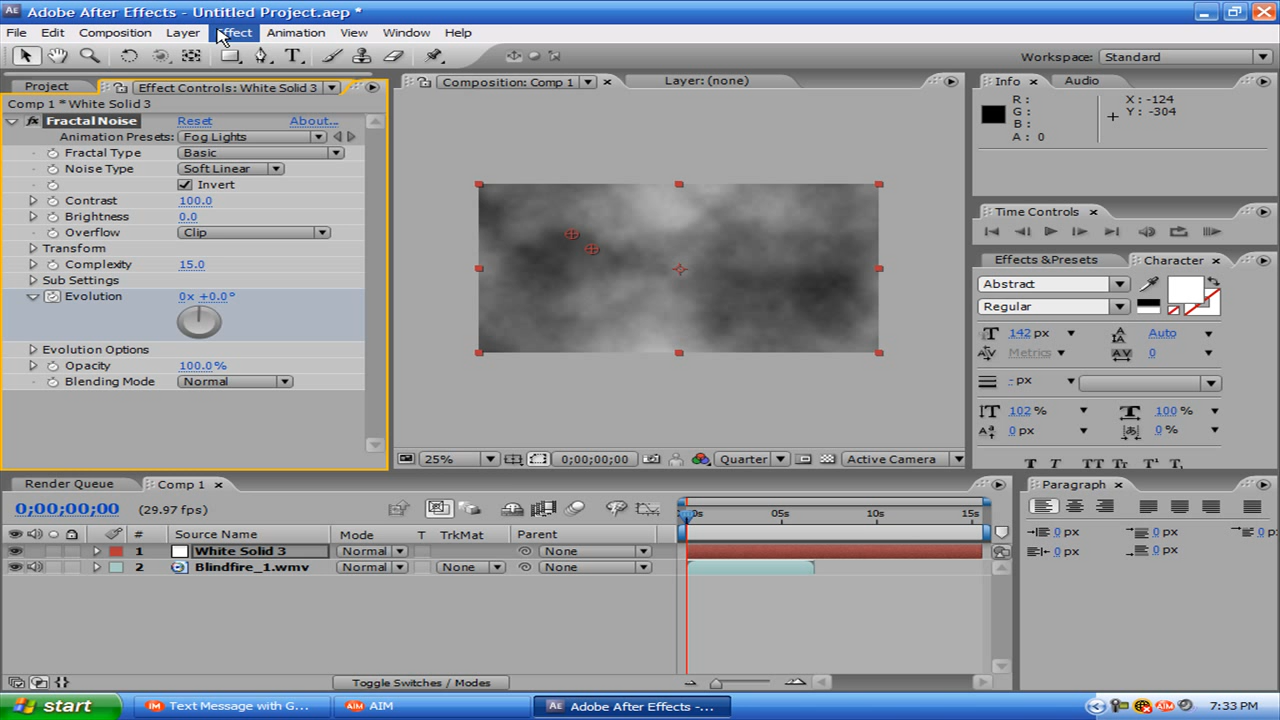 Adobe After Effects - Untitled Project.aep *
File Edit Composition Layer Effect Animation View Window Help
Workspace: Standard
Project Effect Controls: White Solid 3
Comp 1 * White Solid 3
Fractal Noise Reset About...
Animation Presets: Fog Lights
Fractal Type Basic
Noise Type Soft Linear
Invert
Contrast 100.0
Brightness 0.0
Overflow Clip
Transform
Complexity 15.0
Sub Settings
Evolution 0x +0.0°
Evolution Options
Opacity 100.0%
Blending Mode Normal
Composition: Comp 1 Layer: (none)
25% 0;00;00;00 Quarter Active Camera
Info Audio
R :
G :
B :
A : 0
X : -124
Y : -304
Time Controls
Effects & Presets Character
Abstract
Regular
142 px Auto
Metrics 0
- px
102 % 100 %
0 px 0 %
T T TT Tr T¹ T,
Render Queue Comp 1
0;00;00;00 (29.97 fps)
0s 05s 10s 15s
# Source Name Mode T TrkMat Parent
1 White Solid 3 Normal None
2 Blindfire_1.wmv Normal None None
Toggle Switches / Modes
Paragraph
0 px 0 px 0 p
0 px 0 px
start Text Message with G... AIM Adobe After Effects -... 7:33 PM